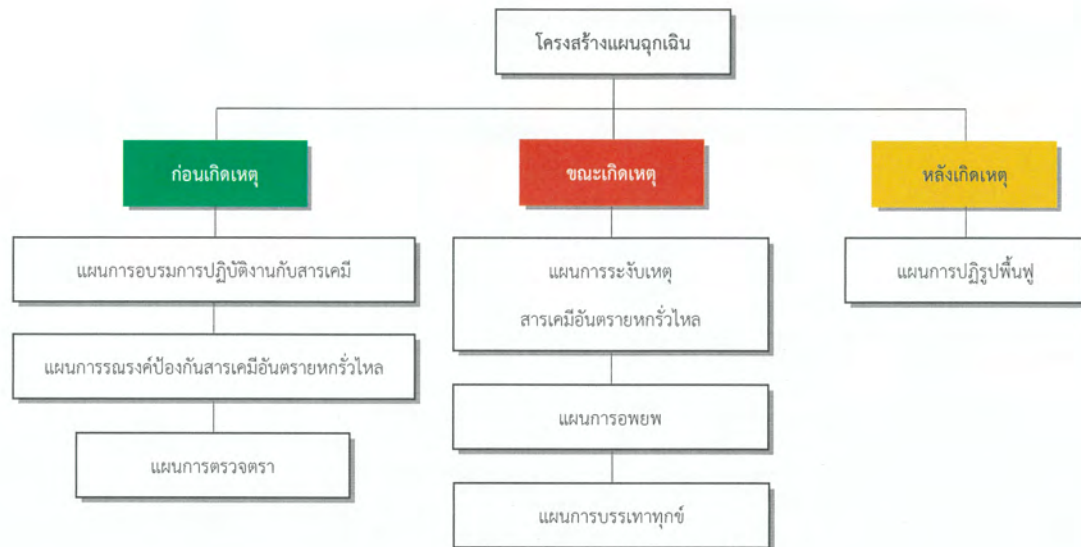 โครงสร้างแผนฉุกเฉิน
ก่อนเกิดเหตุ
แผนการอบรมการปฏิบัติงานกับสารเคมี
แผนการรณรงค์ป้องกันสารเคมีอันตรายหกรั่วไหล
แผนการตรวจตรา
ขณะเกิดเหตุ
แผนการระงับเหตุ
สารเคมีอันตรายหกรั่วไหล
แผนการอพยพ
แผนการบรรเทาทุกข์
หลังเกิดเหตุ
แผนการปฏิรูปฟื้นฟู